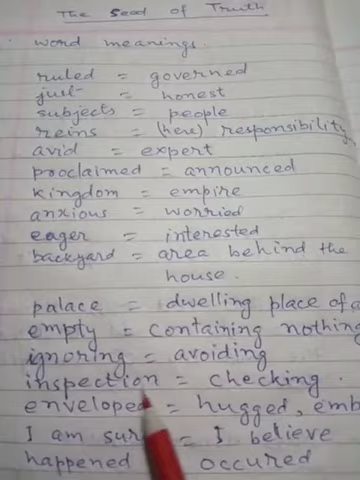 The Seed of Truth
word meanings.
ruled = governed
just = honest
subjects = people
reins = (here) responsibility
avid = expert
proclaimed = announced
kingdom = empire
anxious = worried
eager = interested
backyard = area behind the
house.
palace = dwelling place of a
empty = containing nothing
ignoring = avoiding
inspection = checking.
enveloped = hugged,
I am sure = I believe
happened occured